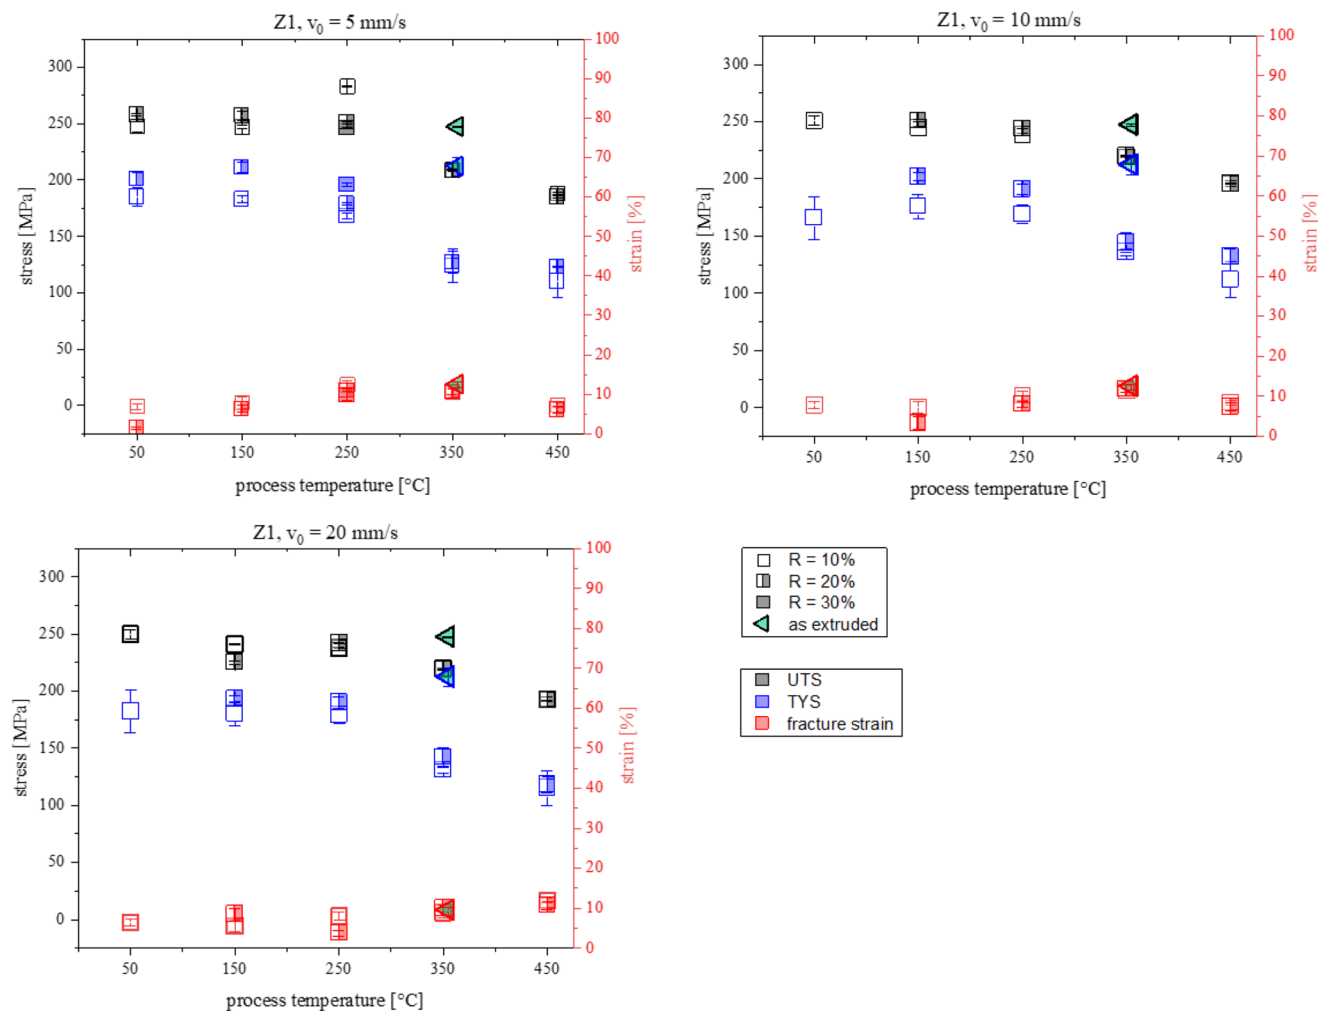 Z1, v0 = 5 mm/s
stress [MPa]
300
250
200
150
100
50
0
100
90
80
70
60
50
40
30
20
10
0
strain [%]
50 150 250 350 450
process temperature [°C]
Z1, v0 = 10 mm/s
stress [MPa]
300
250
200
150
100
50
0
100
90
80
70
60
50
40
30
20
10
0
strain [%]
50 150 250 350 450
process temperature [°C]
Z1, v0 = 20 mm/s
stress [MPa]
300
250
200
150
100
50
0
100
90
80
70
60
50
40
30
20
10
0
strain [%]
50 150 250 350 450
process temperature [°C]
R = 10%
R = 20%
R = 30%
as extruded
UTS
TYS
fracture strain